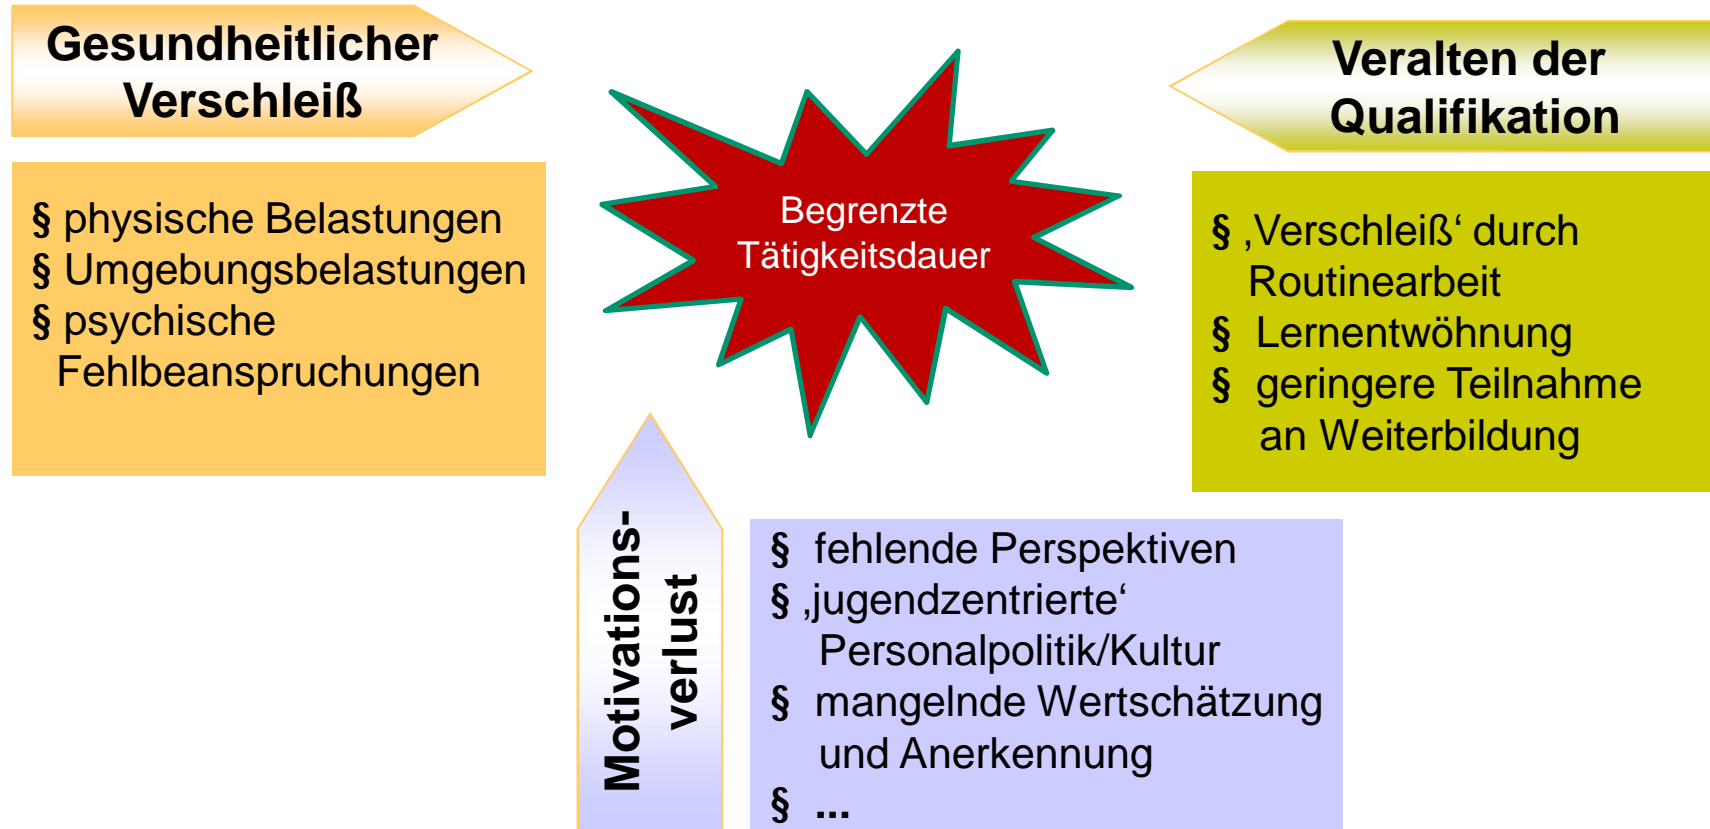 Gesundheitlicher
Verschleiß
§ physische Belastungen
§ Umgebungsbelastungen
§ psychische
Fehlbeanspruchungen
Begrenzte
Tätigkeitsdauer
Veralten der
Qualifikation
§ ‚Verschleiß‘ durch
Routinearbeit
§ Lernentwöhnung
§ geringere Teilnahme
an Weiterbildung
Motivations-
verlust
§ fehlende Perspektiven
§ ‚jugendzentrierte‘
Personalpolitik/Kultur
§ mangelnde Wertschätzung
und Anerkennung
§ ...